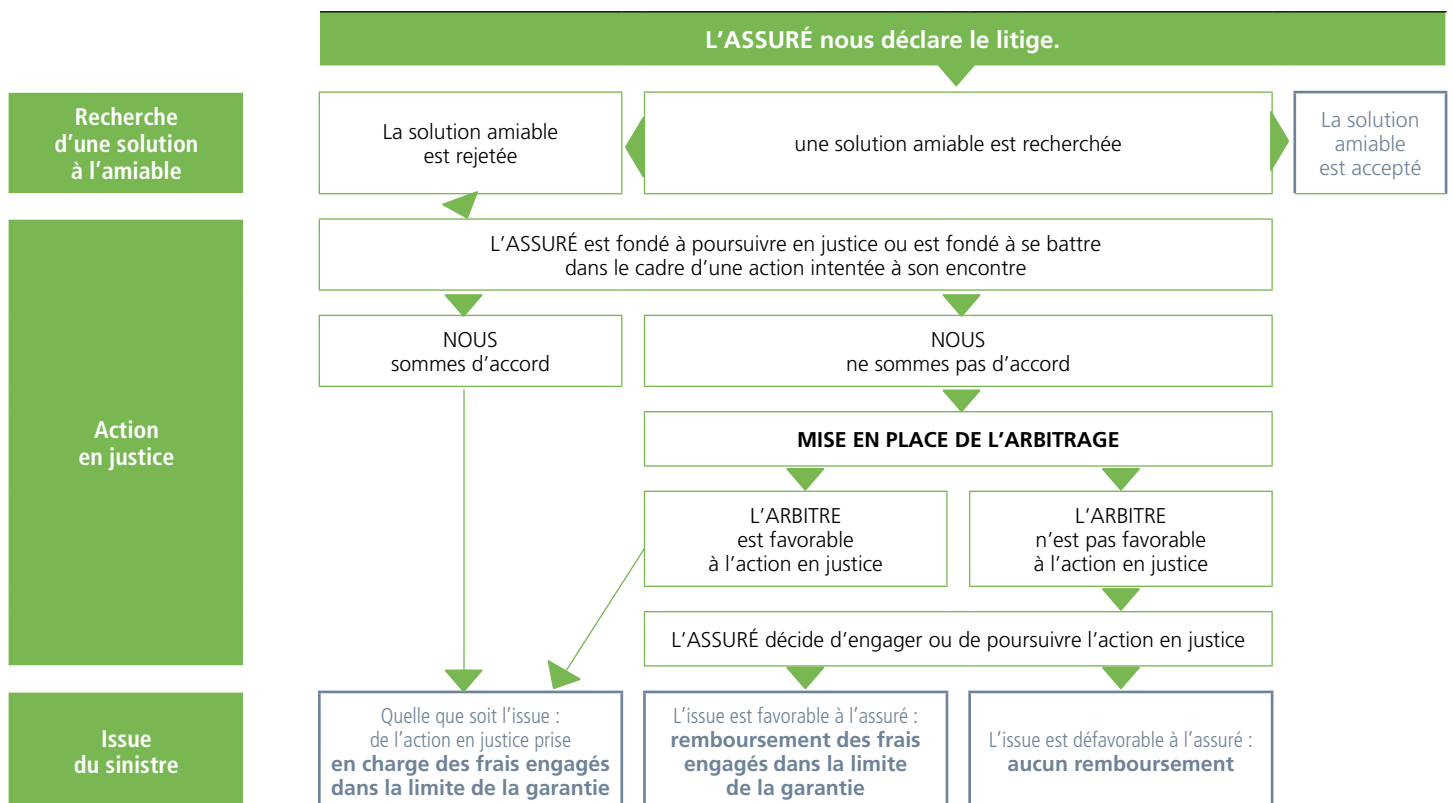 L'ASSURÉ nous déclare le litige.
Recherche
d'une solution
à l'amiable
La solution amiable
est rejetée
une solution amiable est recherchée
La solution
amiable
est accepté
Action
en justice
L'ASSURÉ est fondé à poursuivre en justice ou est fondé à se battre
dans le cadre d'une action intentée à son encontre
NOUS
sommes d'accord
NOUS
ne sommes pas d'accord
MISE EN PLACE DE L'ARBITRAGE
L'ARBITRE
est favorable
à l'action en justice
L'ARBITRE
n'est pas favorable
à l'action en justice
L'ASSURÉ décide d'engager ou de poursuivre l'action en justice
Issue
du sinistre
Quelle que soit l'issue :
de l'action en justice prise
en charge des frais engagés
dans la limite de la garantie
L'issue est favorable à l'assuré :
remboursement des frais
engagés dans la limite
de la garantie
L'issue est défavorable à l'assuré :
aucun remboursement